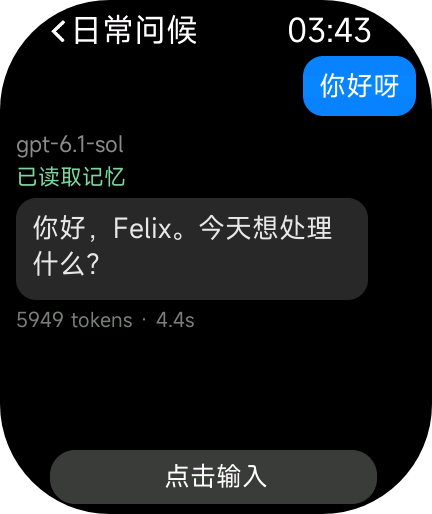 日常问候
03:43
你好呀
gpt-6.1-sol
已读取记忆
你好，Felix。今天想处理
什么？
5949 tokens · 4.4s
点击输入